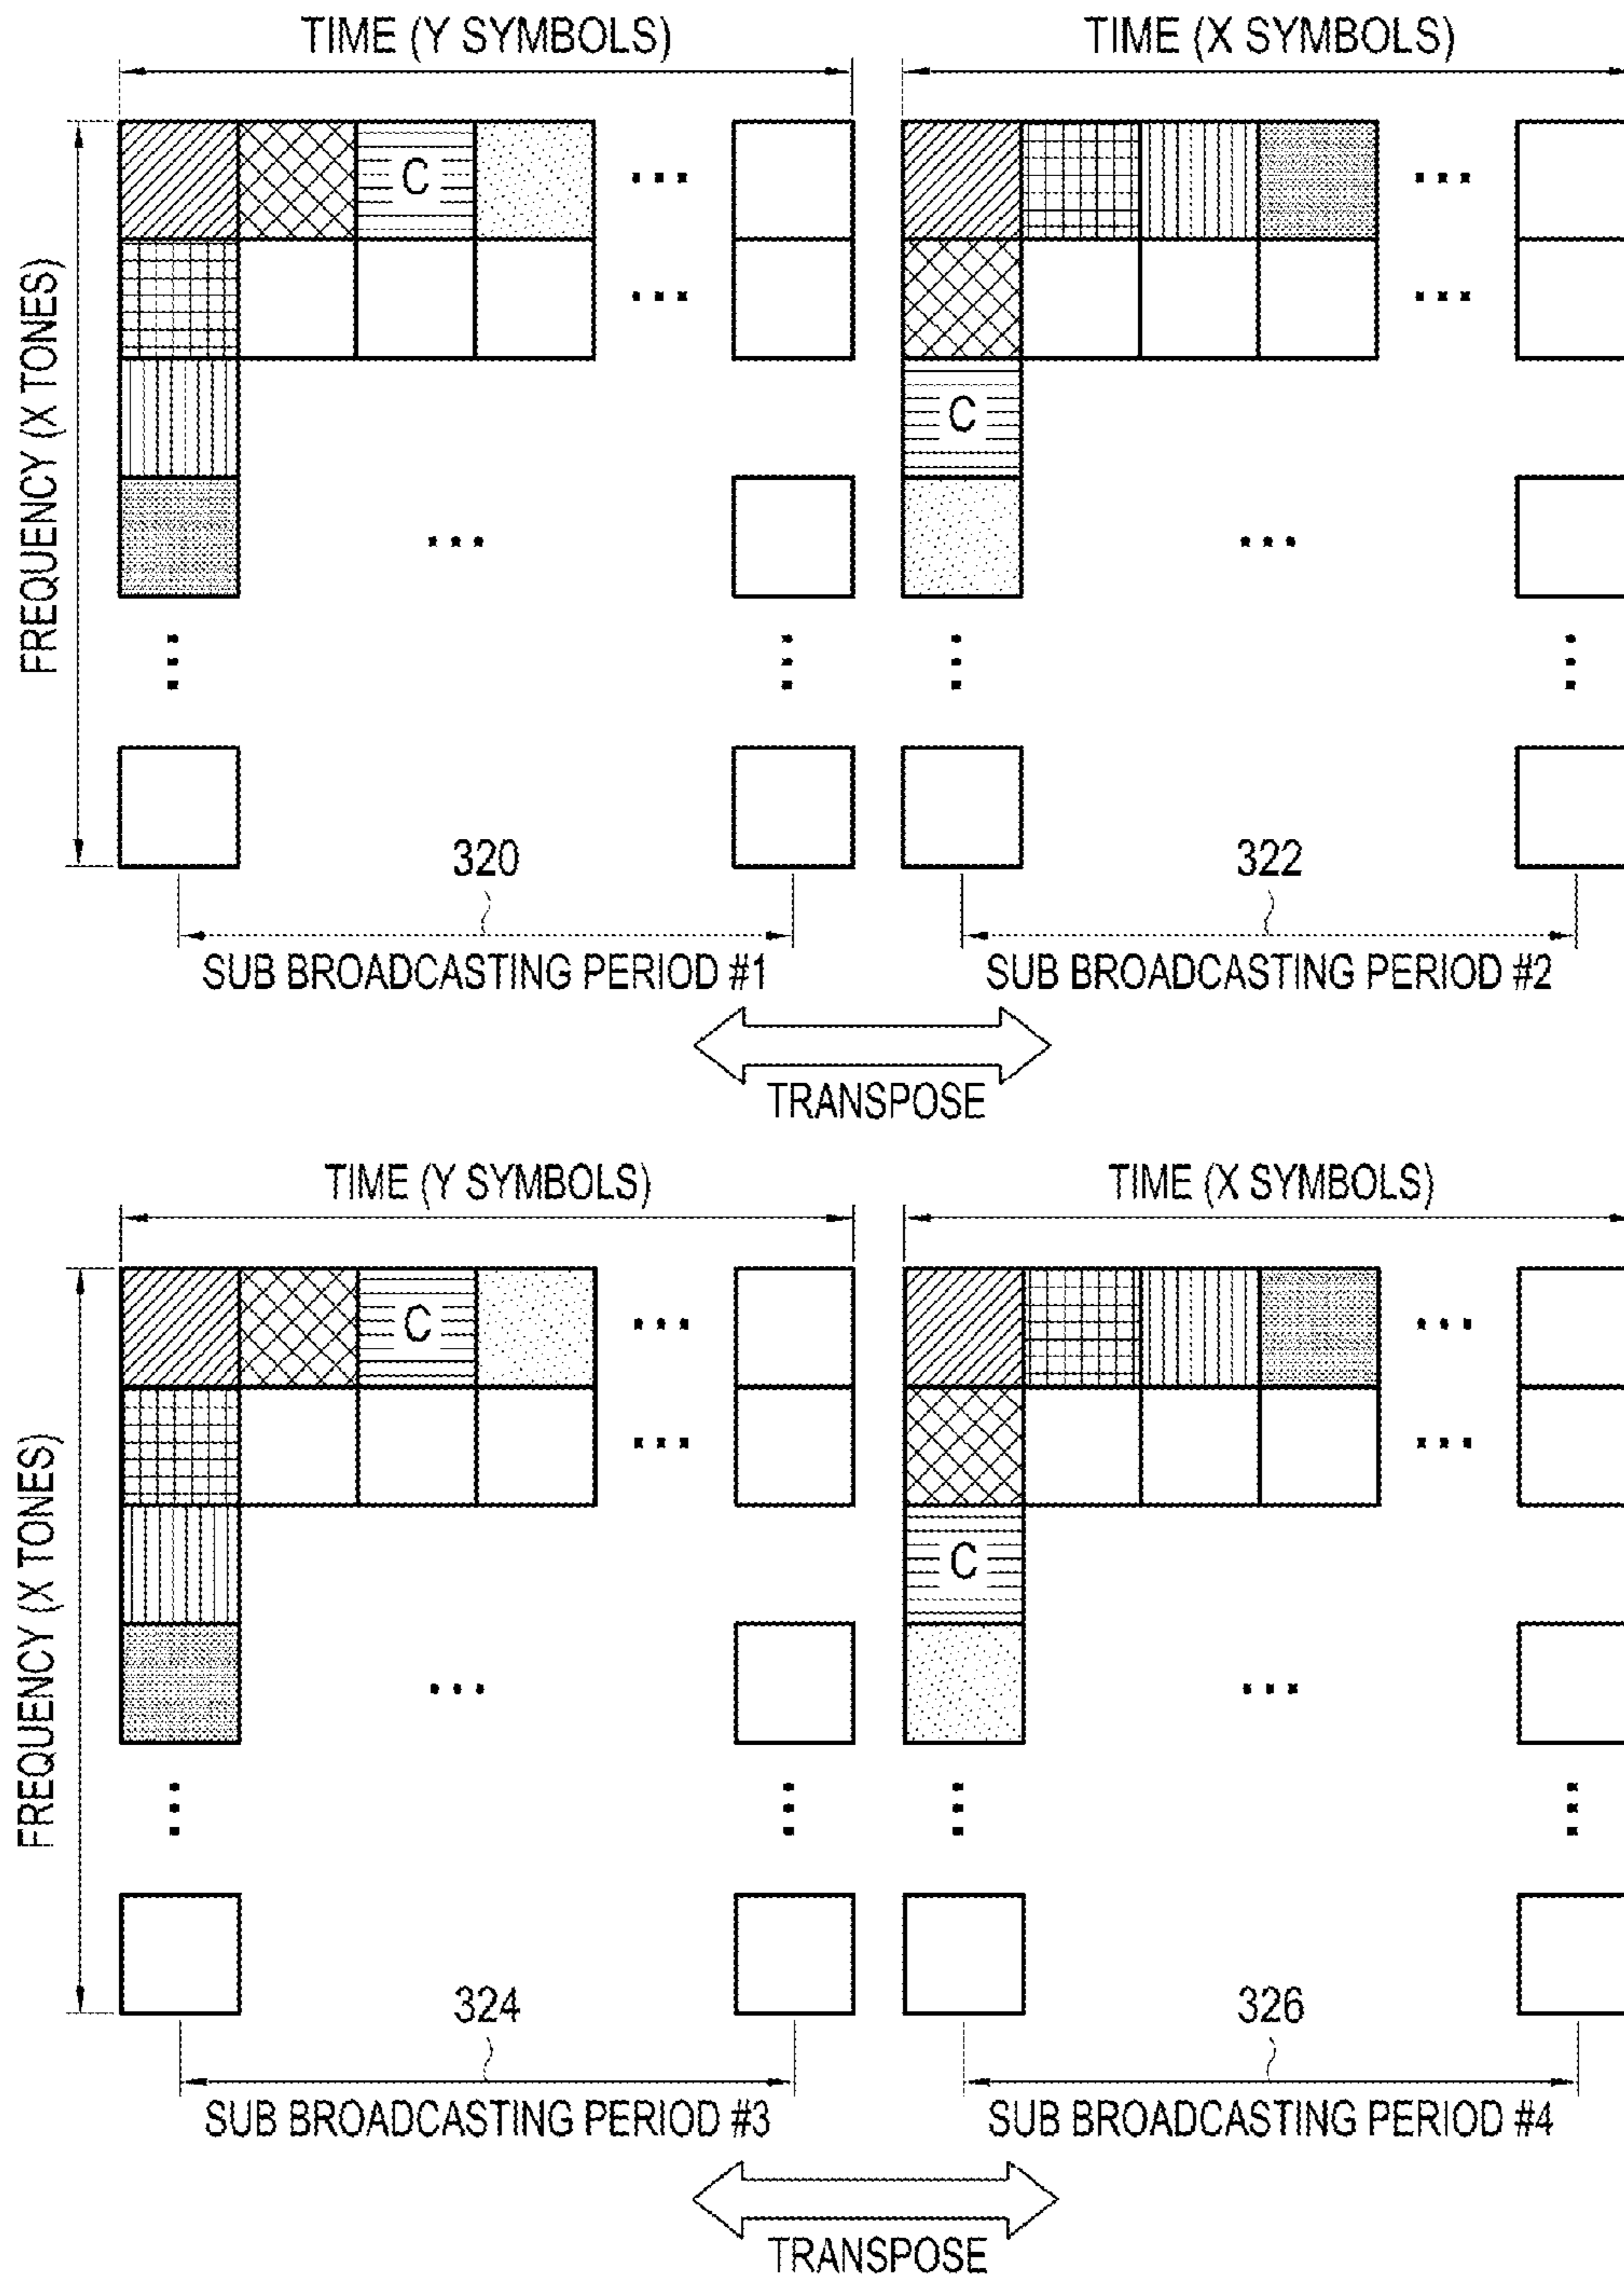 TIME (Y SYMBOLS)
TIME (X SYMBOLS)
FREQUENCY (X TONES)
C
C
320
322
SUB BROADCASTING PERIOD #1
SUB BROADCASTING PERIOD #2
TRANSPOSE
TIME (Y SYMBOLS)
TIME (X SYMBOLS)
FREQUENCY (X TONES)
C
C
324
326
SUB BROADCASTING PERIOD #3
SUB BROADCASTING PERIOD #4
TRANSPOSE